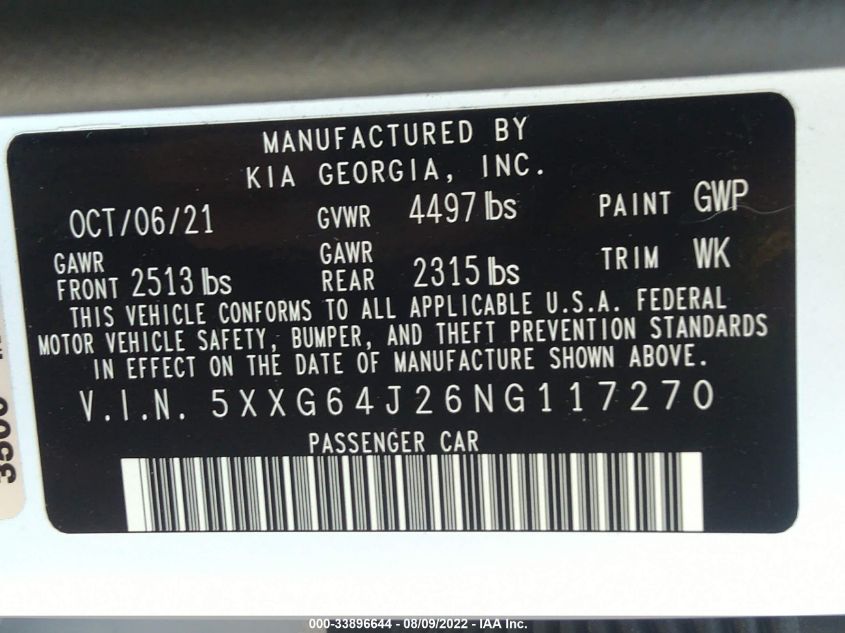 MANUFACTURED BY
KIA GEORGIA, INC.
OCT/06/21 GVWR 4497 lbs PAINT GWP
GAWR FRONT 2513 lbs GAWR REAR 2315 lbs TRIM WK
THIS VEHICLE CONFORMS TO ALL APPLICABLE U.S.A. FEDERAL
MOTOR VEHICLE SAFETY, BUMPER, AND THEFT PREVENTION STANDARDS
IN EFFECT ON THE DATE OF MANUFACTURE SHOWN ABOVE.
V.I.N. 5XXG64J26NG117270
PASSENGER CAR
3500
000-33896644 - 08/09/2022 - IAA Inc.